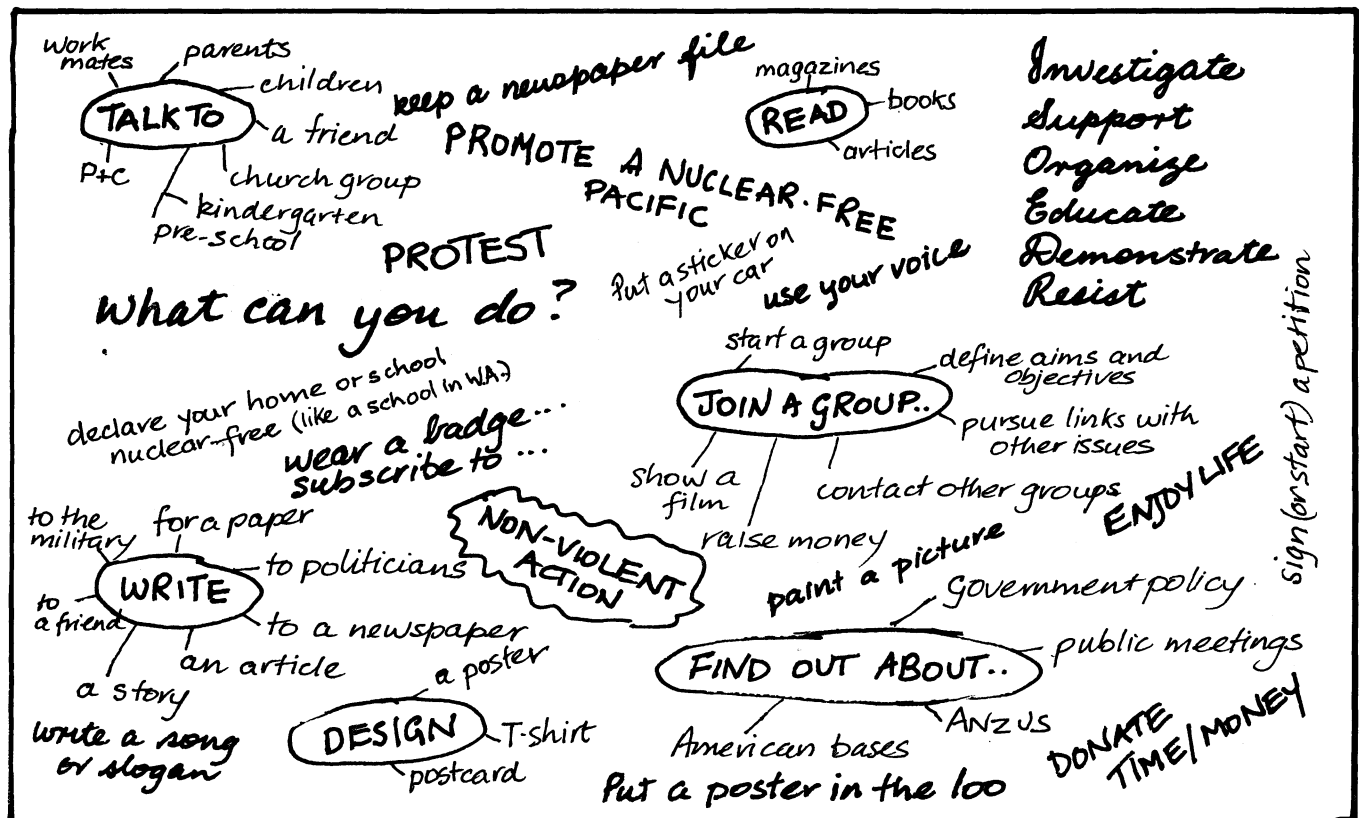 work
mates
parents
children
TALK TO
a friend
P+C
church group
kindergarten
pre-school
keep a newspaper file
PROMOTE A NUCLEAR-FREE
PACIFIC
magazines
books
READ
articles
Investigate
Support
Organize
Educate
Demonstrate
Resist
PROTEST
Put a sticker on
your car
use your voice
What can you do?
sign (or start) a petition
start a group
define aims and
objectives
JOIN A GROUP..
pursue links with
other issues
show a
film
contact other groups
raise money
declare your home or school
nuclear-free (like a school in W.A.)
wear a badge...
subscribe to ...
ENJOY LIFE
to the
military
for a paper
to politicians
WRITE
to
a friend
to a newspaper
an article
a story
NON-VIOLENT
ACTION
paint a picture
Government policy
public meetings
FIND OUT ABOUT..
ANZUS
American bases
a poster
DESIGN
T-shirt
postcard
write a song
or slogan
DONATE
TIME/MONEY
Put a poster in the loo